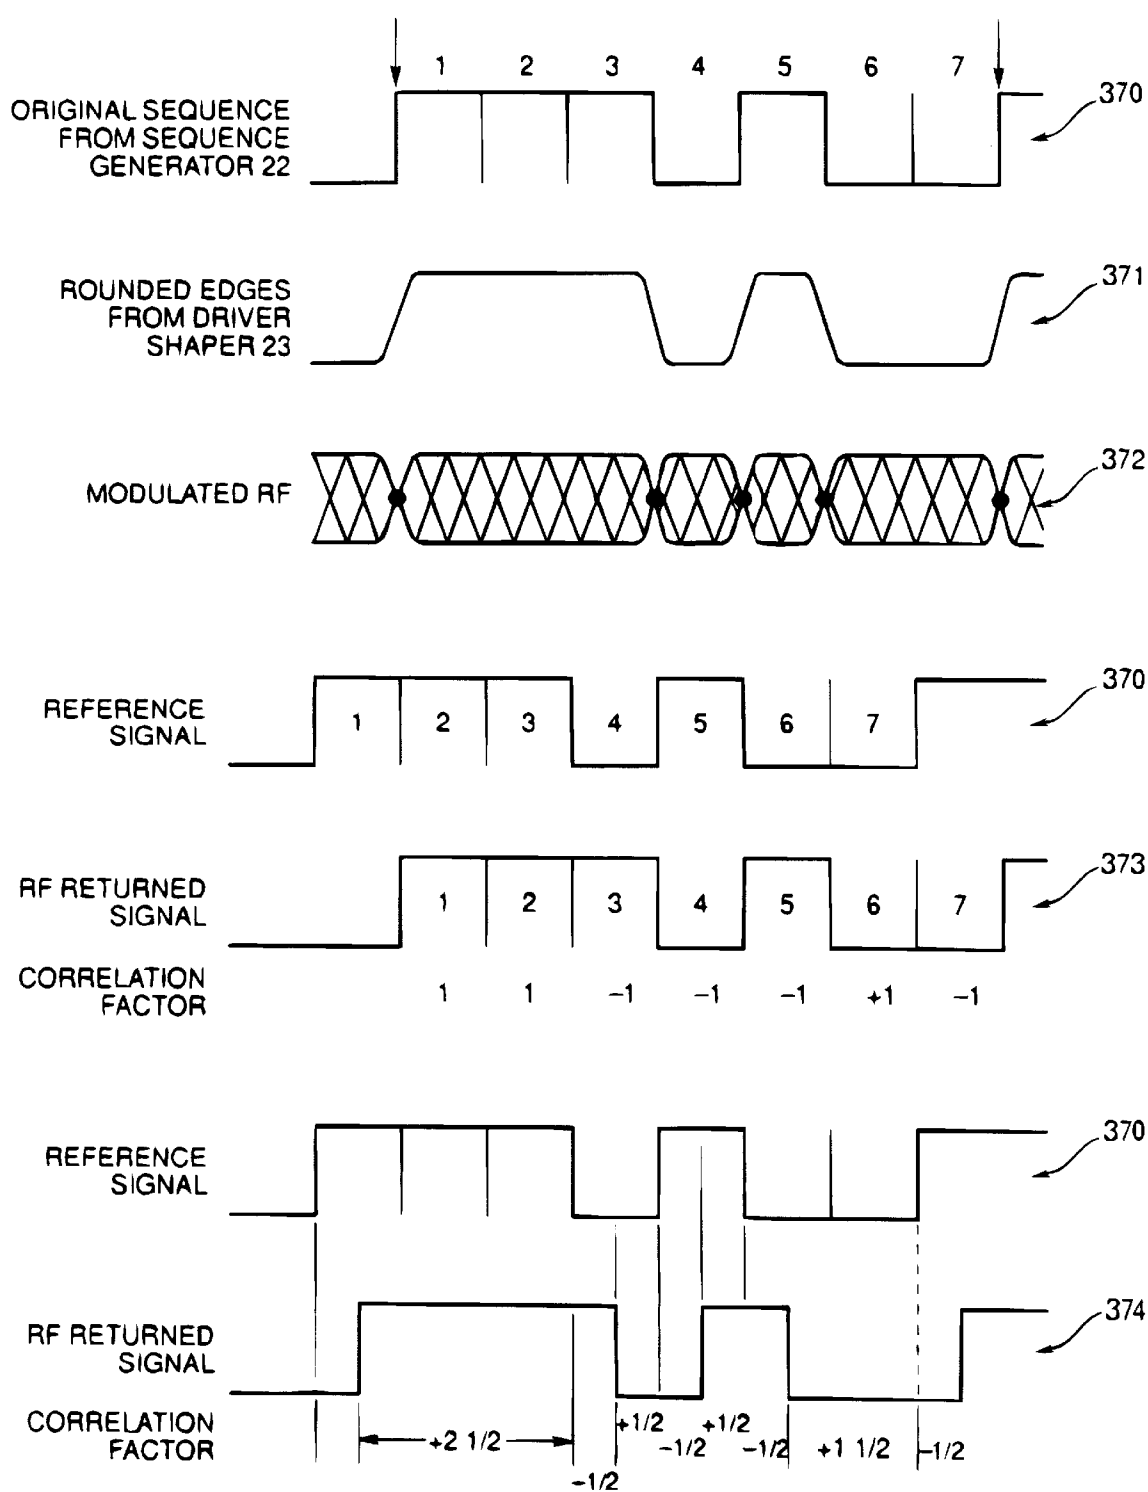 1 2 3 4 5 6 7
370
ORIGINAL SEQUENCE
FROM SEQUENCE
GENERATOR 22
371
ROUNDED EDGES
FROM DRIVER
SHAPER 23
372
MODULATED RF
370
REFERENCE
SIGNAL
1 2 3 4 5 6 7
373
RF RETURNED
SIGNAL
1 2 3 4 5 6 7
CORRELATION
FACTOR
1 1 -1 -1 -1 +1 -1
370
REFERENCE
SIGNAL
374
RF RETURNED
SIGNAL
CORRELATION
FACTOR
+2 1/2 -1/2 +1/2 -1/2 +1/2 -1/2 +1 1/2 -1/2